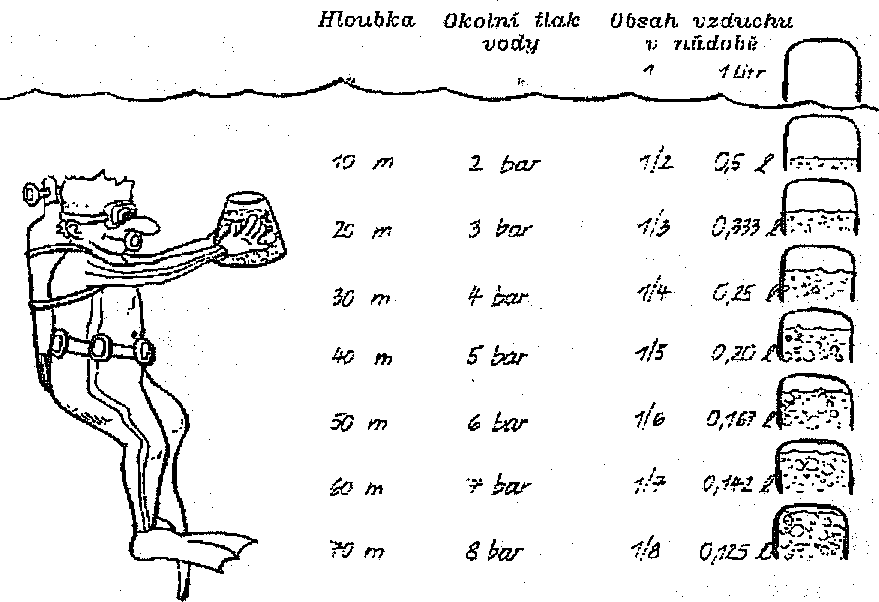 Hloubka Okolní tlak Obsah vzduchu
vody v nádobě
1 1 litr
10 m 2 bar 1/2 0,5 l
20 m 3 bar 1/3 0,333 l
30 m 4 bar 1/4 0,25 l
40 m 5 bar 1/5 0,20 l
50 m 6 bar 1/6 0,167 l
60 m 7 bar 1/7 0,142 l
70 m 8 bar 1/8 0,125 l